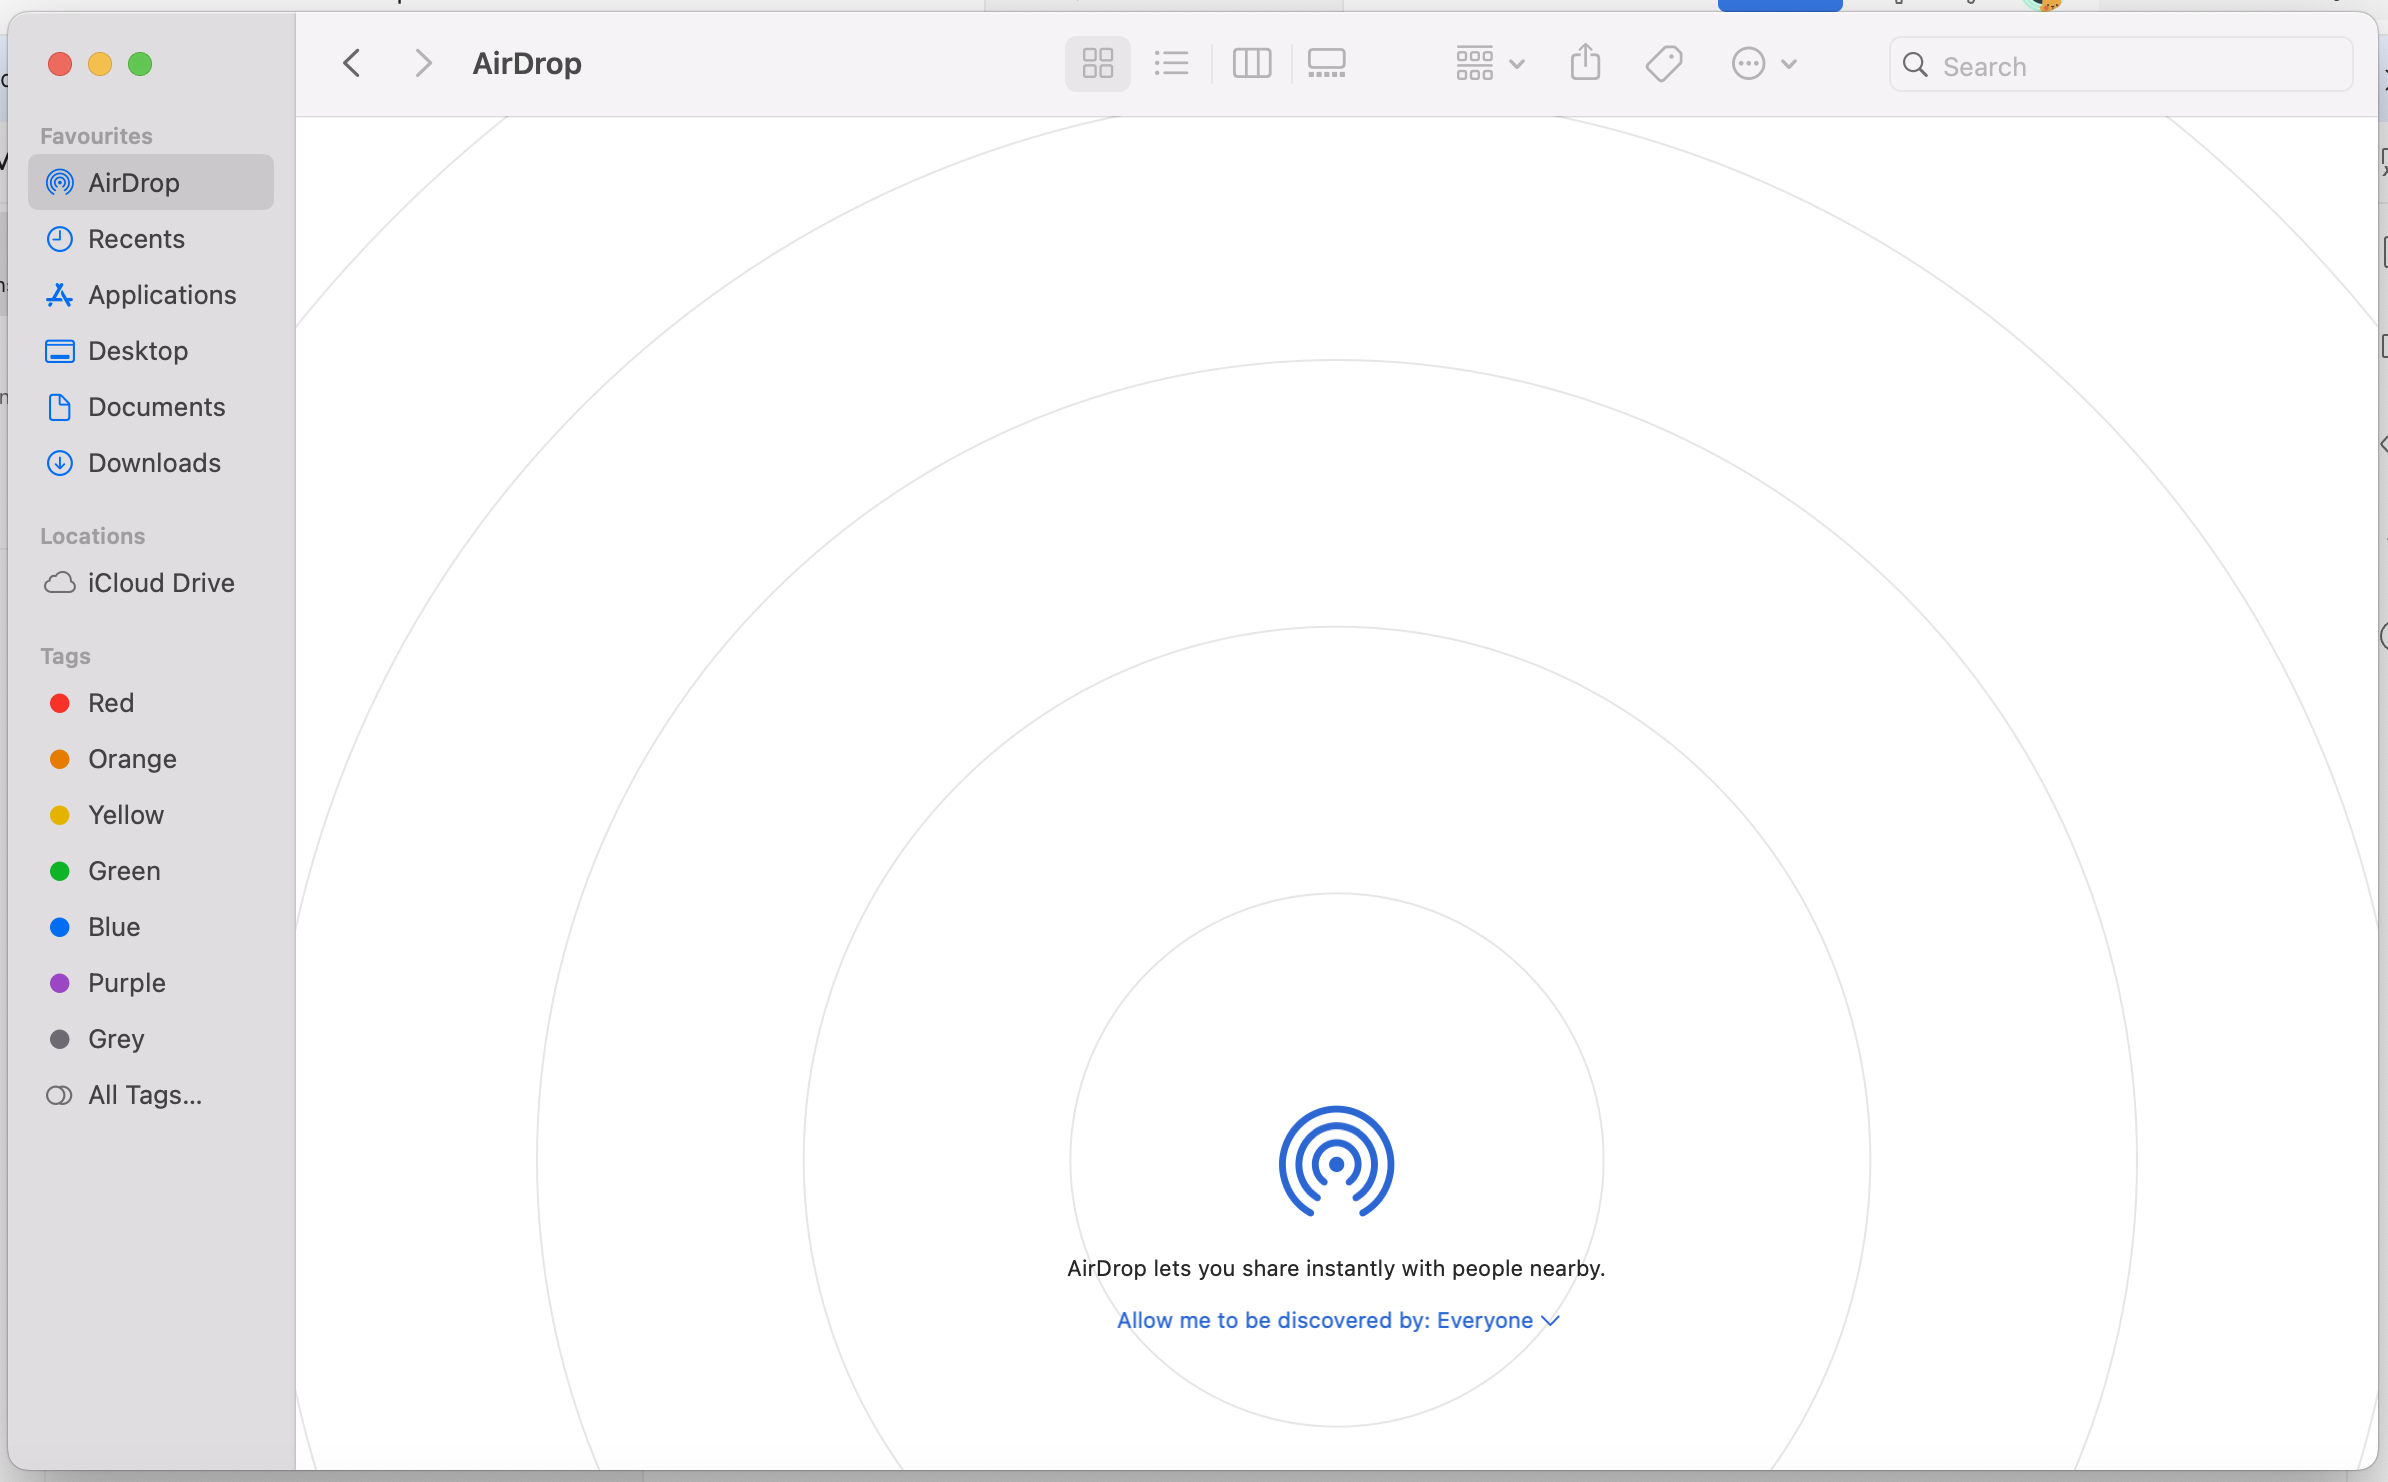 AirDrop
Search
Favourites
AirDrop
Recents
Applications
Desktop
Documents
Downloads
Locations
iCloud Drive
Tags
Red
Orange
Yellow
Green
Blue
Purple
Grey
All Tags...
AirDrop lets you share instantly with people nearby.
Allow me to be discovered by: Everyone